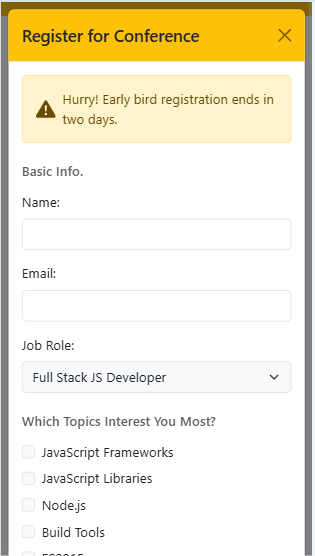 Register for Conference
Hurry! Early bird registration ends in
two days.
Basic Info.
Name:
Email:
Job Role:
Full Stack JS Developer
Which Topics Interest You Most?
JavaScript Frameworks
JavaScript Libraries
Node.js
Build Tools
ES2015